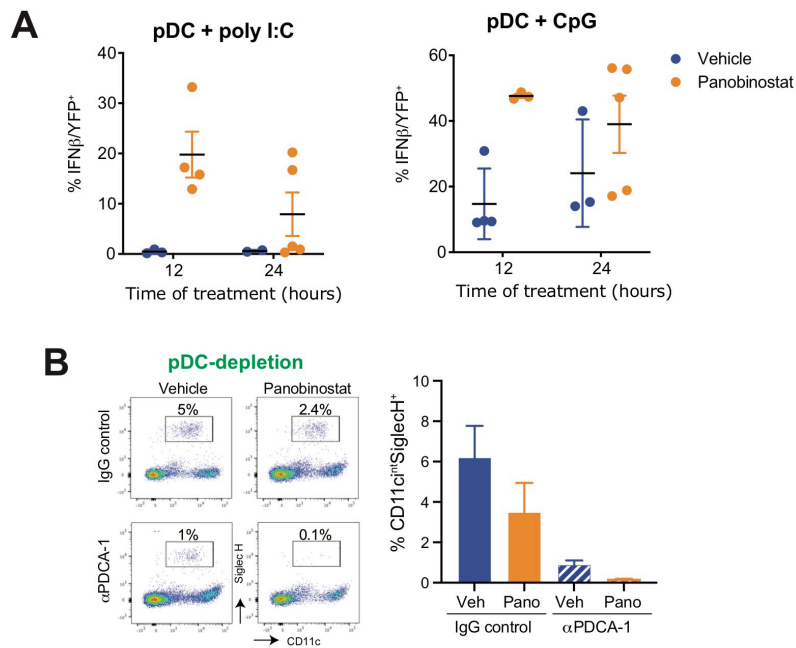 A
pDC + poly I:C
40
30
20
10
0
% IFNβ/YFP+
12
24
Time of treatment (hours)
pDC + CpG
60
40
20
0
% IFNβ/YFP+
12
24
Time of treatment (hours)
Vehicle
Panobinostat
B
pDC-depletion
Vehicle
Panobinostat
IgG control
5%
2.4%
αPDCA-1
1%
0.1%
Siglec H
CD11c
10
8
6
4
2
0
% CD11cintSiglecH+
Veh Pano Veh Pano
IgG control αPDCA-1